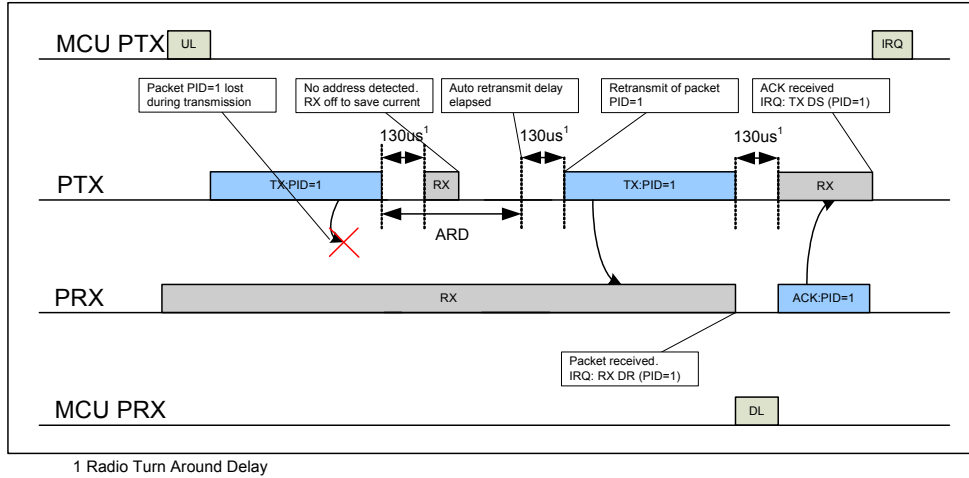 MCU PTX
UL
IRQ
Packet PID=1 lost
during transmission
No address detected.
RX off to save current
Auto retransmit delay
elapsed
Retransmit of packet
PID=1
ACK received
IRQ: TX DS (PID=1)
130us1
130us1
130us1
PTX
TX:PID=1
RX
TX:PID=1
RX
ARD
PRX
RX
ACK:PID=1
Packet received.
IRQ: RX DR (PID=1)
MCU PRX
DL
1 Radio Turn Around Delay